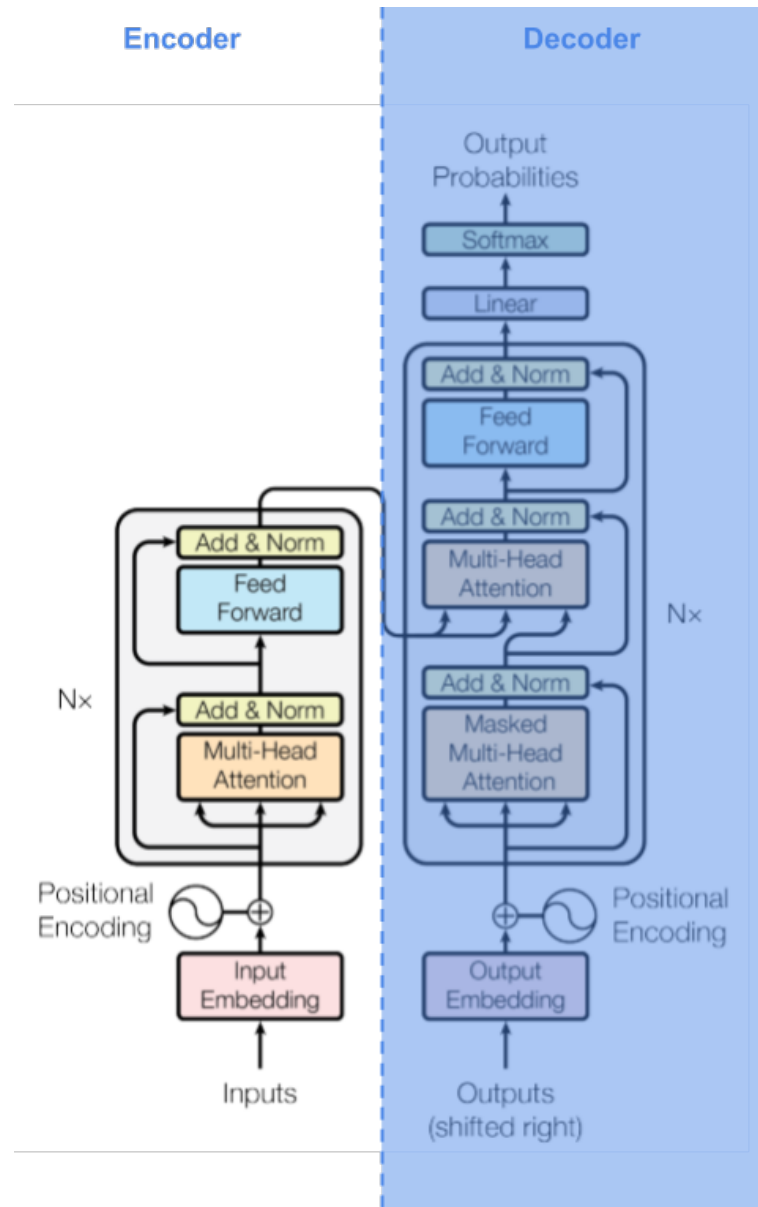 Encoder
Decoder
Output
Probabilities
Softmax
Linear
Add & Norm
Feed
Forward
Add & Norm
Multi-Head
Attention
Add & Norm
Masked
Multi-Head
Attention
N×
Positional
Encoding
Output
Embedding
Outputs
(shifted right)
Add & Norm
Feed
Forward
Add & Norm
Multi-Head
Attention
N×
Positional
Encoding
Input
Embedding
Inputs